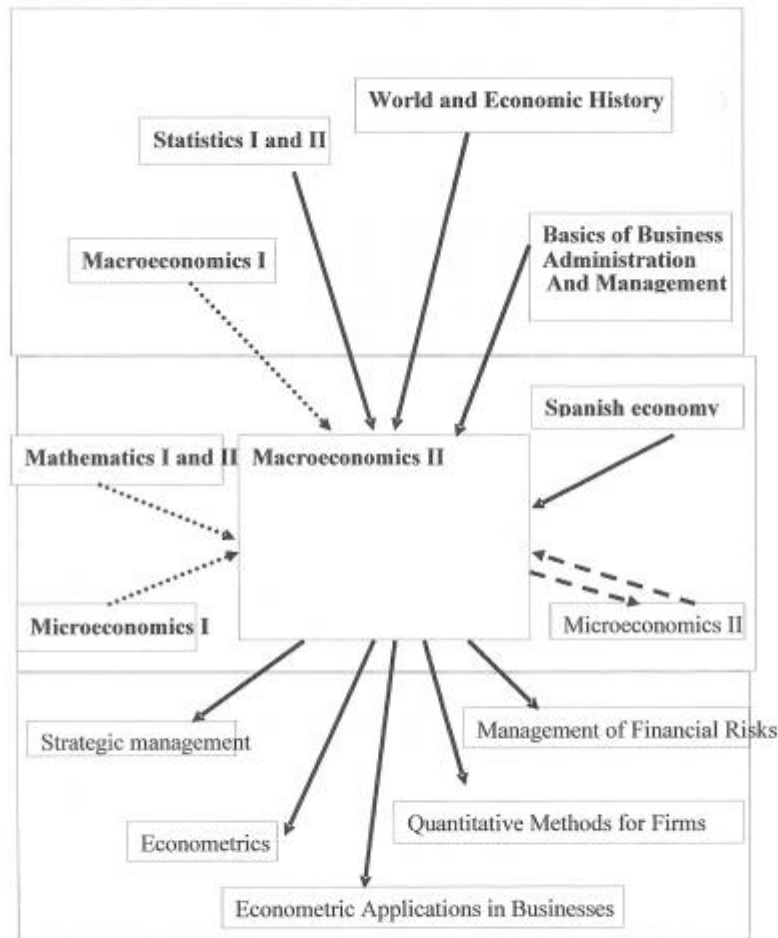 World and Economic History
Statistics I and II
Basics of Business
Administration
And Management
Macroeconomics I
Spanish economy
Mathematics I and II
Macroeconomics II
Microeconomics I
Microeconomics II
Strategic management
Management of Financial Risks
Quantitative Methods for Firms
Econometrics
Econometric Applications in Businesses